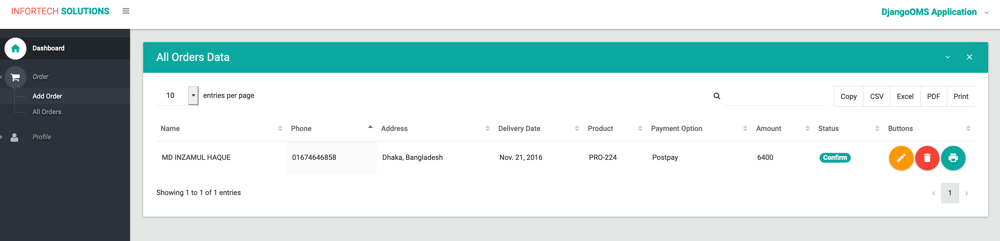 INFORTECH SOLUTIONS
DjangoOMS Application
Dashboard
Order
Add Order
All Orders
Profile
All Orders Data
10 entries per page
Copy CSV Excel PDF Print
Name Phone Address Delivery Date Product Payment Option Amount Status Buttons
MD INZAMUL HAQUE 01674646858 Dhaka, Bangladesh Nov. 21, 2016 PRO-224 Postpay 6400 Confirm
Showing 1 to 1 of 1 entries
1